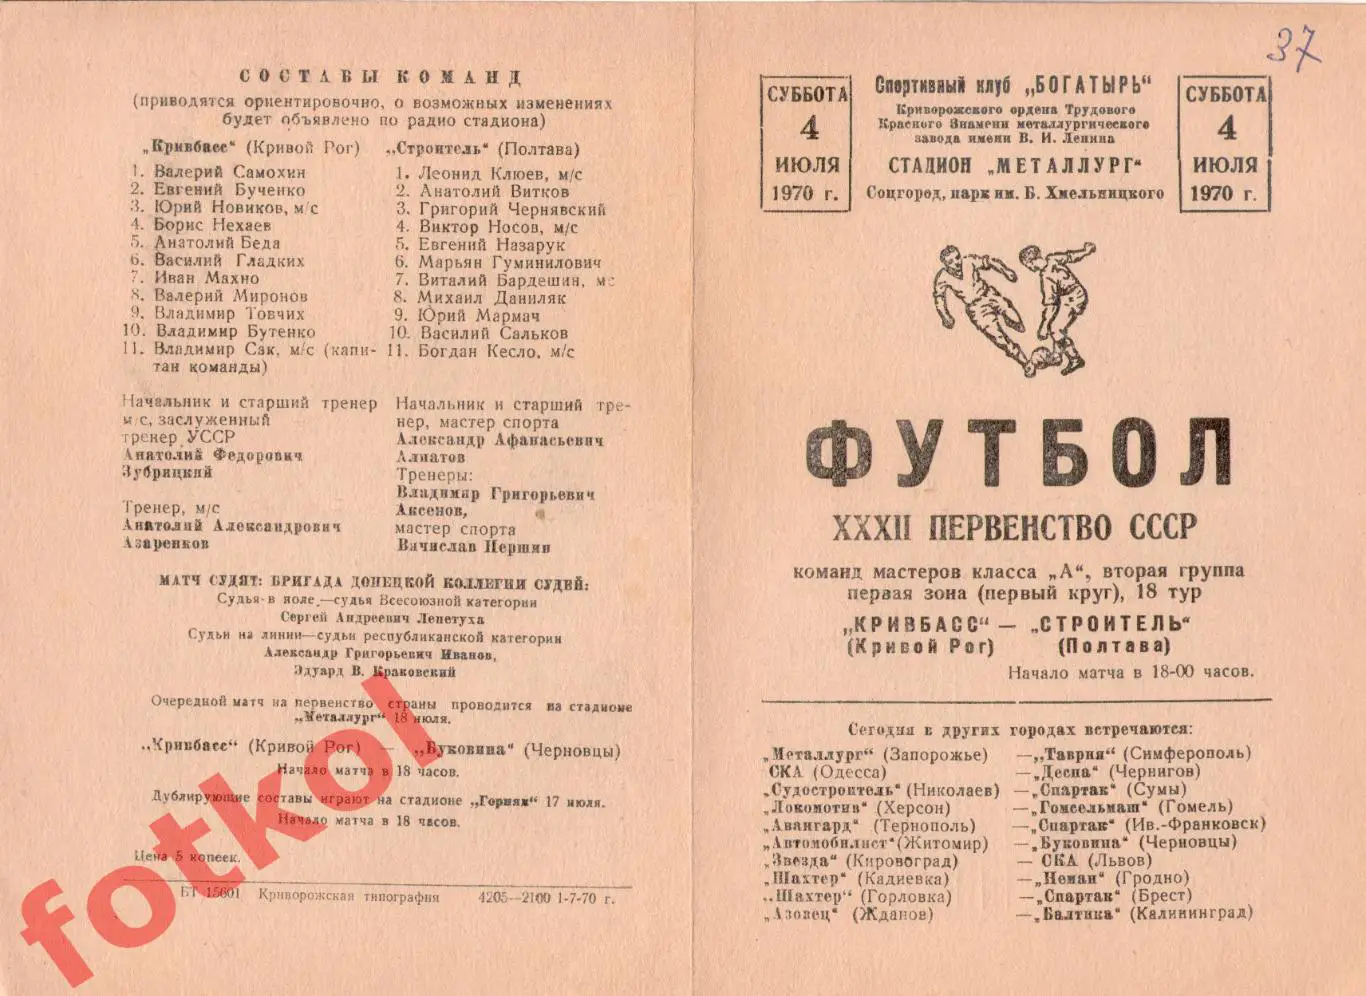 СОСТАВЫ КОМАНД
(приводятся ориентировочно, о возможных изменениях
будет объявлено по радио стадиона)
„Кривбасс“ (Кривой Рог)
1. Валерий Самохин
2. Евгений Бученко
3. Юрий Новиков, м/с
4. Борис Нехаев
5. Анатолий Беда
6. Василий Гладких
7. Иван Махно
8. Валерий Миронов
9. Владимир Товчих
10. Владимир Бутенко
11. Владимир Сак, м/с (капи-
тан команды)
„Строитель“ (Полтава)
1. Леонид Клюев, м/с
2. Анатолий Витков
3. Григорий Чернявский
4. Виктор Носов, м/с
5. Евгений Назарук
6. Марьян Гуминилович
7. Виталий Бардешин, мс
8. Михаил Даниляк
9. Юрий Мармач
10. Василий Сальков
11. Богдан Кесло, м/с
Начальник и старший тренер
м/с, заслуженный
тренер УССР
Анатолий Федорович
Зубрицкий
Тренер, м/с
Анатолий Александрович
Азаренков
Начальник и старший тре-
нер, мастер спорта
Александр Афанасьевич
Алпатов
Тренеры:
Владимир Григорьевич
Аксенов,
мастер спорта
Вячислав Першин
МАТЧ СУДЯТ: БРИГАДА ДОНЕЦКОЙ КОЛЛЕГИИ СУДЕЙ:
Судья в поле—судья Всесоюзной категории
Сергей Андреевич Лепетуха
Судьи на линии—судьи республиканской категории
Александр Григорьевич Иванов,
Эдуард В. Краковский
Очередной матч на первенство страны проводится на стадионе
„Металлург“ 18 июля.
„Кривбасс“ (Кривой Рог) — „Буковина“ (Черновцы)
Начало матча в 18 часов.
Дублирующие составы играют на стадионе „Горняк“ 17 июля.
Начало матча в 18 часов.
Цена 5 копеек.
БТ 15601 Криворожская типография 4205—2100 1-7-70 г.
37
СУББОТА
4
ИЮЛЯ
1970 г.
Спортивный клуб „БОГАТЫРЬ“
Криворожского ордена Трудового
Красного Знамени металлургического
завода имени В. И. Ленина
СТАДИОН „МЕТАЛЛУРГ“
Соцгород, парк им. Б. Хмельницкого
СУББОТА
4
ИЮЛЯ
1970 г.
ФУТБОЛ
XXXII ПЕРВЕНСТВО СССР
команд мастеров класса „А“, вторая группа
первая зона (первый круг), 18 тур
„КРИВБАСС“ — „СТРОИТЕЛЬ“
(Кривой Рог) (Полтава)
Начало матча в 18-00 часов.
Сегодня в других городах встречаются:
„Металлург“ (Запорожье) —„Таврия“ (Симферополь)
СКА (Одесса) —„Десна“ (Чернигов)
„Судостроитель“ (Николаев) —„Спартак“ (Сумы)
„Локомотив“ (Херсон) —„Гомсельмаш“ (Гомель)
„Авангард“ (Тернополь) —„Спартак“ (Ив.-Франковск)
„Автомобилист“ (Житомир) —„Буковина“ (Черновцы)
„Звезда“ (Кировоград) — СКА (Львов)
„Шахтер“ (Кадиевка) —„Неман“ (Гродно)
„Шахтер“ (Горловка) —„Спартак“ (Брест)
„Азовец“ (Жданов) —„Балтика“ (Калининград)
fotkol